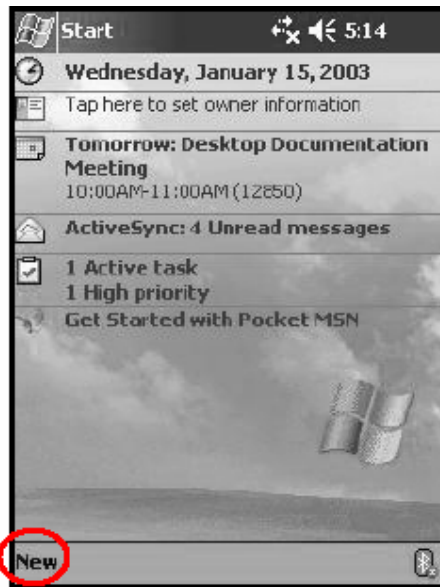 Start 5:14
Wednesday, January 15, 2003
Tap here to set owner information
Tomorrow: Desktop Documentation
Meeting
10:00AM-11:00AM (12850)
ActiveSync: 4 Unread messages
1 Active task
1 High priority
Get Started with Pocket MSN
New